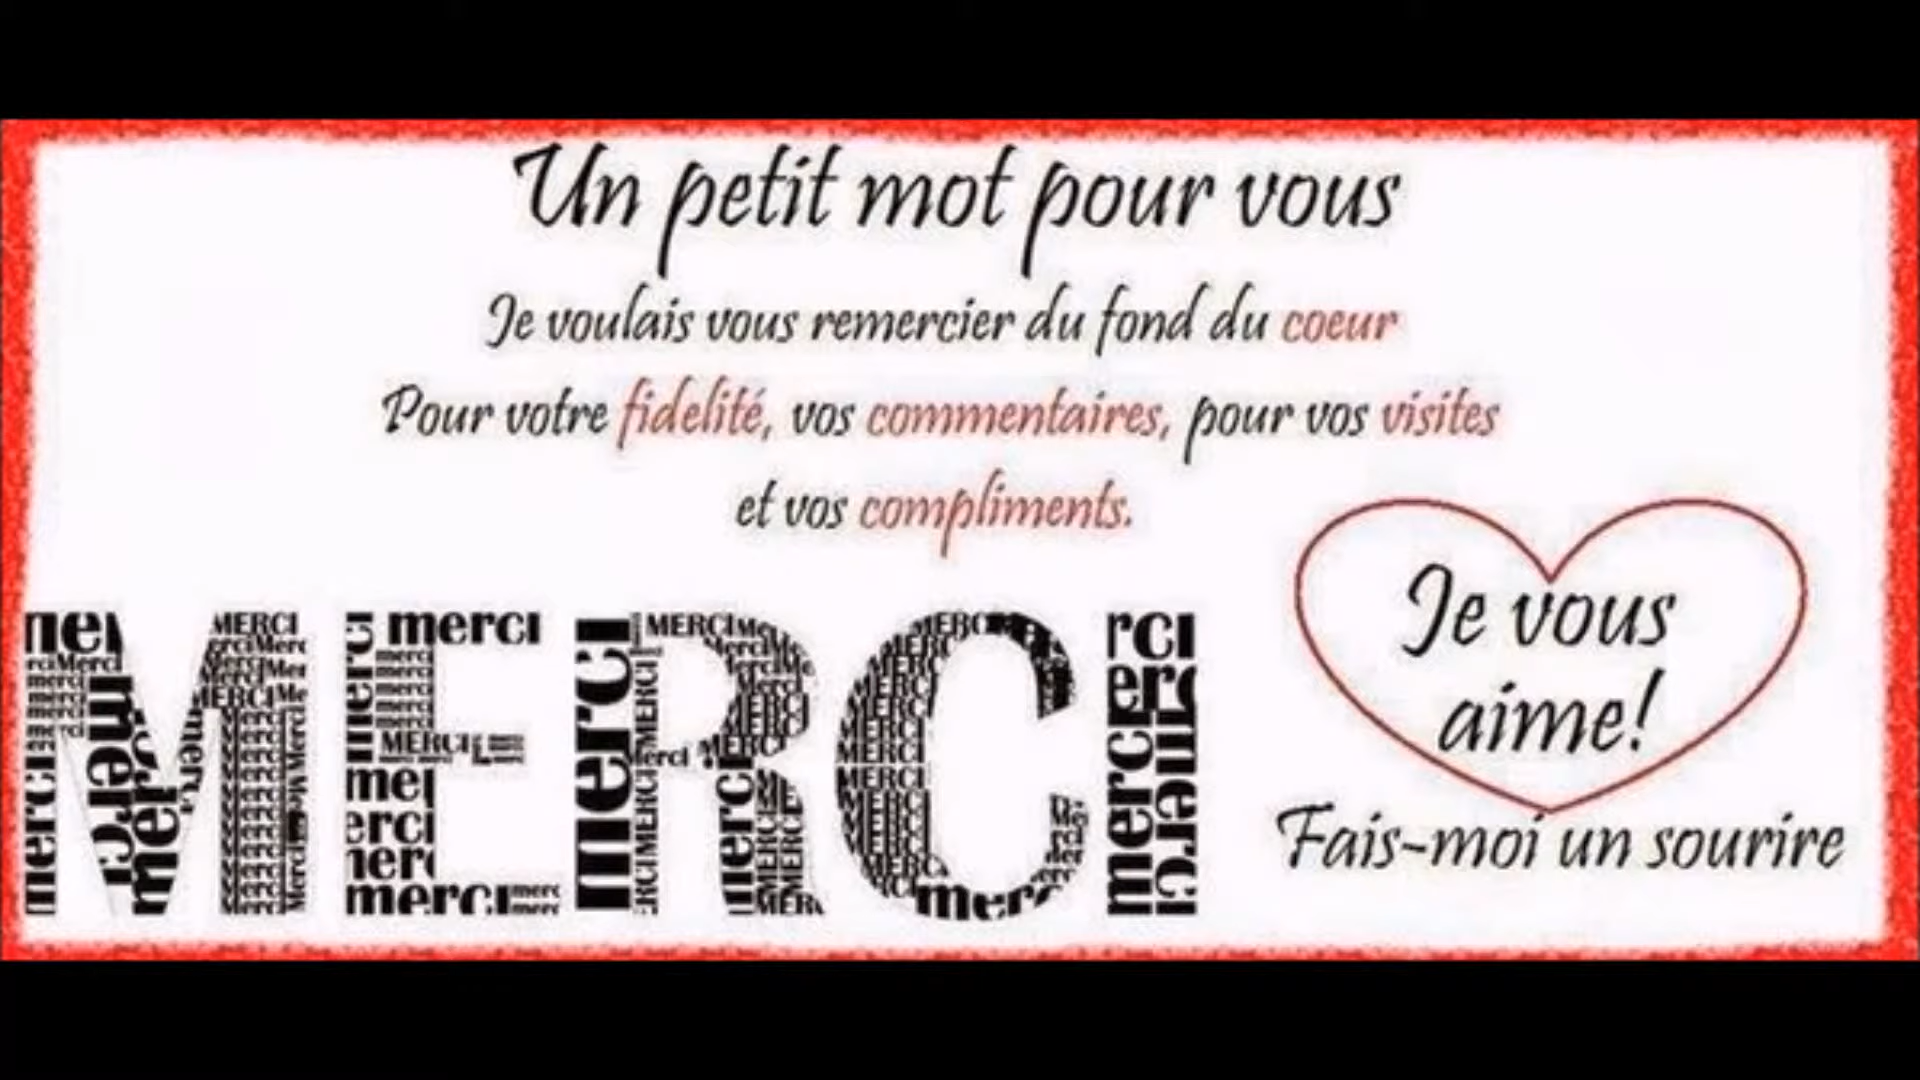 Un petit mot pour vous
Je voulais vous remercier du fond du coeur
Pour votre fidelité, vos commentaires, pour vos visites
et vos compliments.
MERCI
Je vous
aime!
Fais-moi un sourire